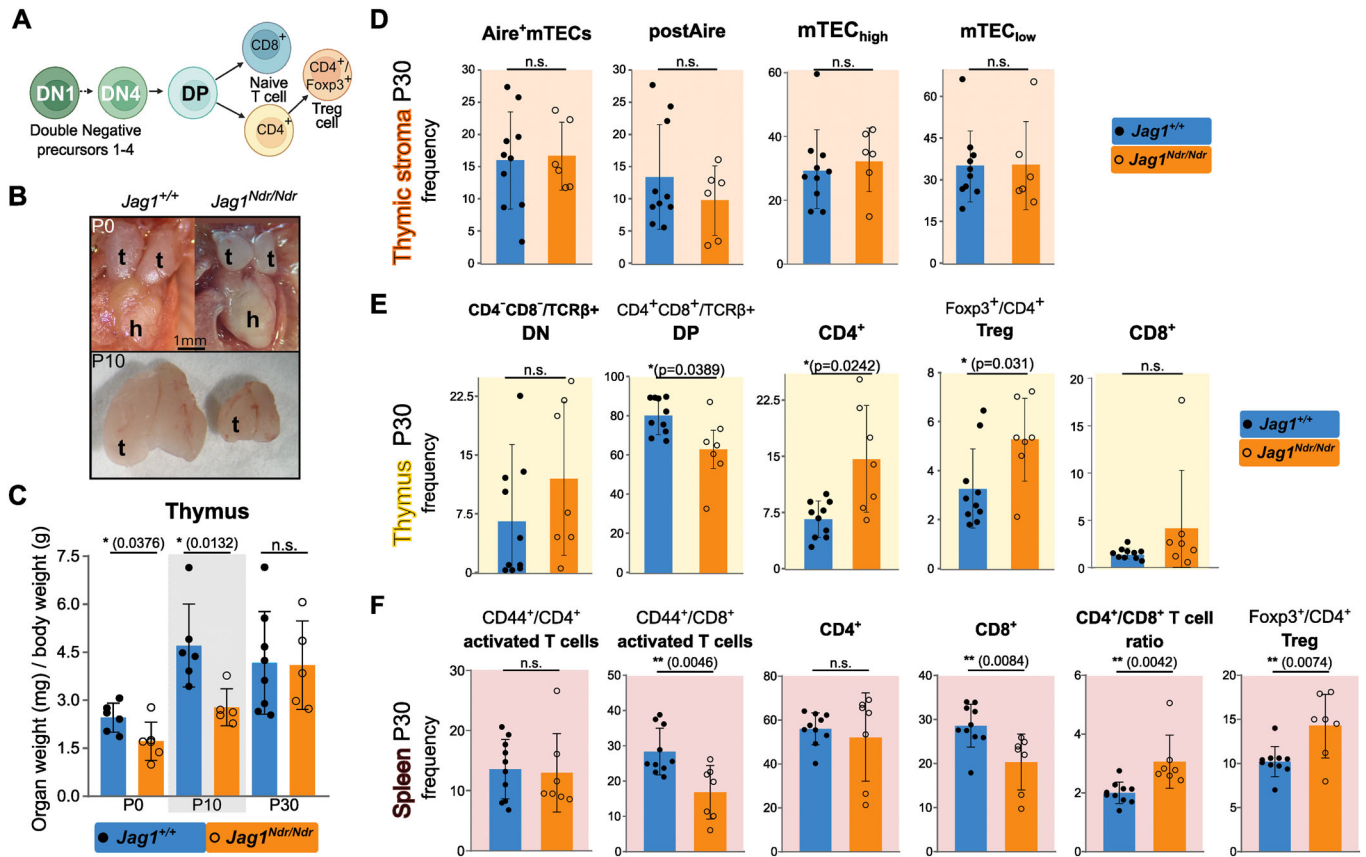 A
DN1
DN4
DP
CD8+
Naive
T cell
CD4+
CD4+/
Foxp3+
Treg
cell
Double Negative
precursors 1-4
B
Jag1+/+
Jag1Ndr/Ndr
P0
t
t
t
t
h
h
1mm
P10
t
t
C
Thymus
* (0.0376)
* (0.0132)
n.s.
Organ weight (mg) / body weight (g)
7.5
6.0
4.5
3.0
1.5
0.0
P0
P10
P30
Jag1+/+
Jag1Ndr/Ndr
D
Thymic stroma P30
frequency
Aire+mTECs
n.s.
30
25
20
15
10
5
0
postAire
n.s.
30
25
20
15
10
5
0
mTEChigh
n.s.
60
40
20
0
mTEClow
n.s.
60
45
30
15
0
Jag1+/+
Jag1Ndr/Ndr
E
Thymus P30
frequency
CD4-CD8-/TCRβ+
DN
n.s.
22.5
15
7.5
0
CD4+CD8+/TCRβ+
DP
*(p=0.0389)
100
80
60
40
20
0
CD4+
*(p=0.0242)
22.5
15
7.5
0
Foxp3+/CD4+
Treg
* (p=0.031)
8
6
4
2
0
CD8+
n.s.
20
15
10
5
0
Jag1+/+
Jag1Ndr/Ndr
F
Spleen P30
frequency
CD44+/CD4+
activated T cells
n.s.
30
20
10
0
CD44+/CD8+
activated T cells
** (0.0046)
60
40
20
0
CD4+
n.s.
80
60
40
20
0
CD8+
** (0.0084)
40
30
20
10
0
CD4+/CD8+ T cell
ratio
** (0.0042)
6
4
2
0
Foxp3+/CD4+
Treg
** (0.0074)
20
15
10
5
0